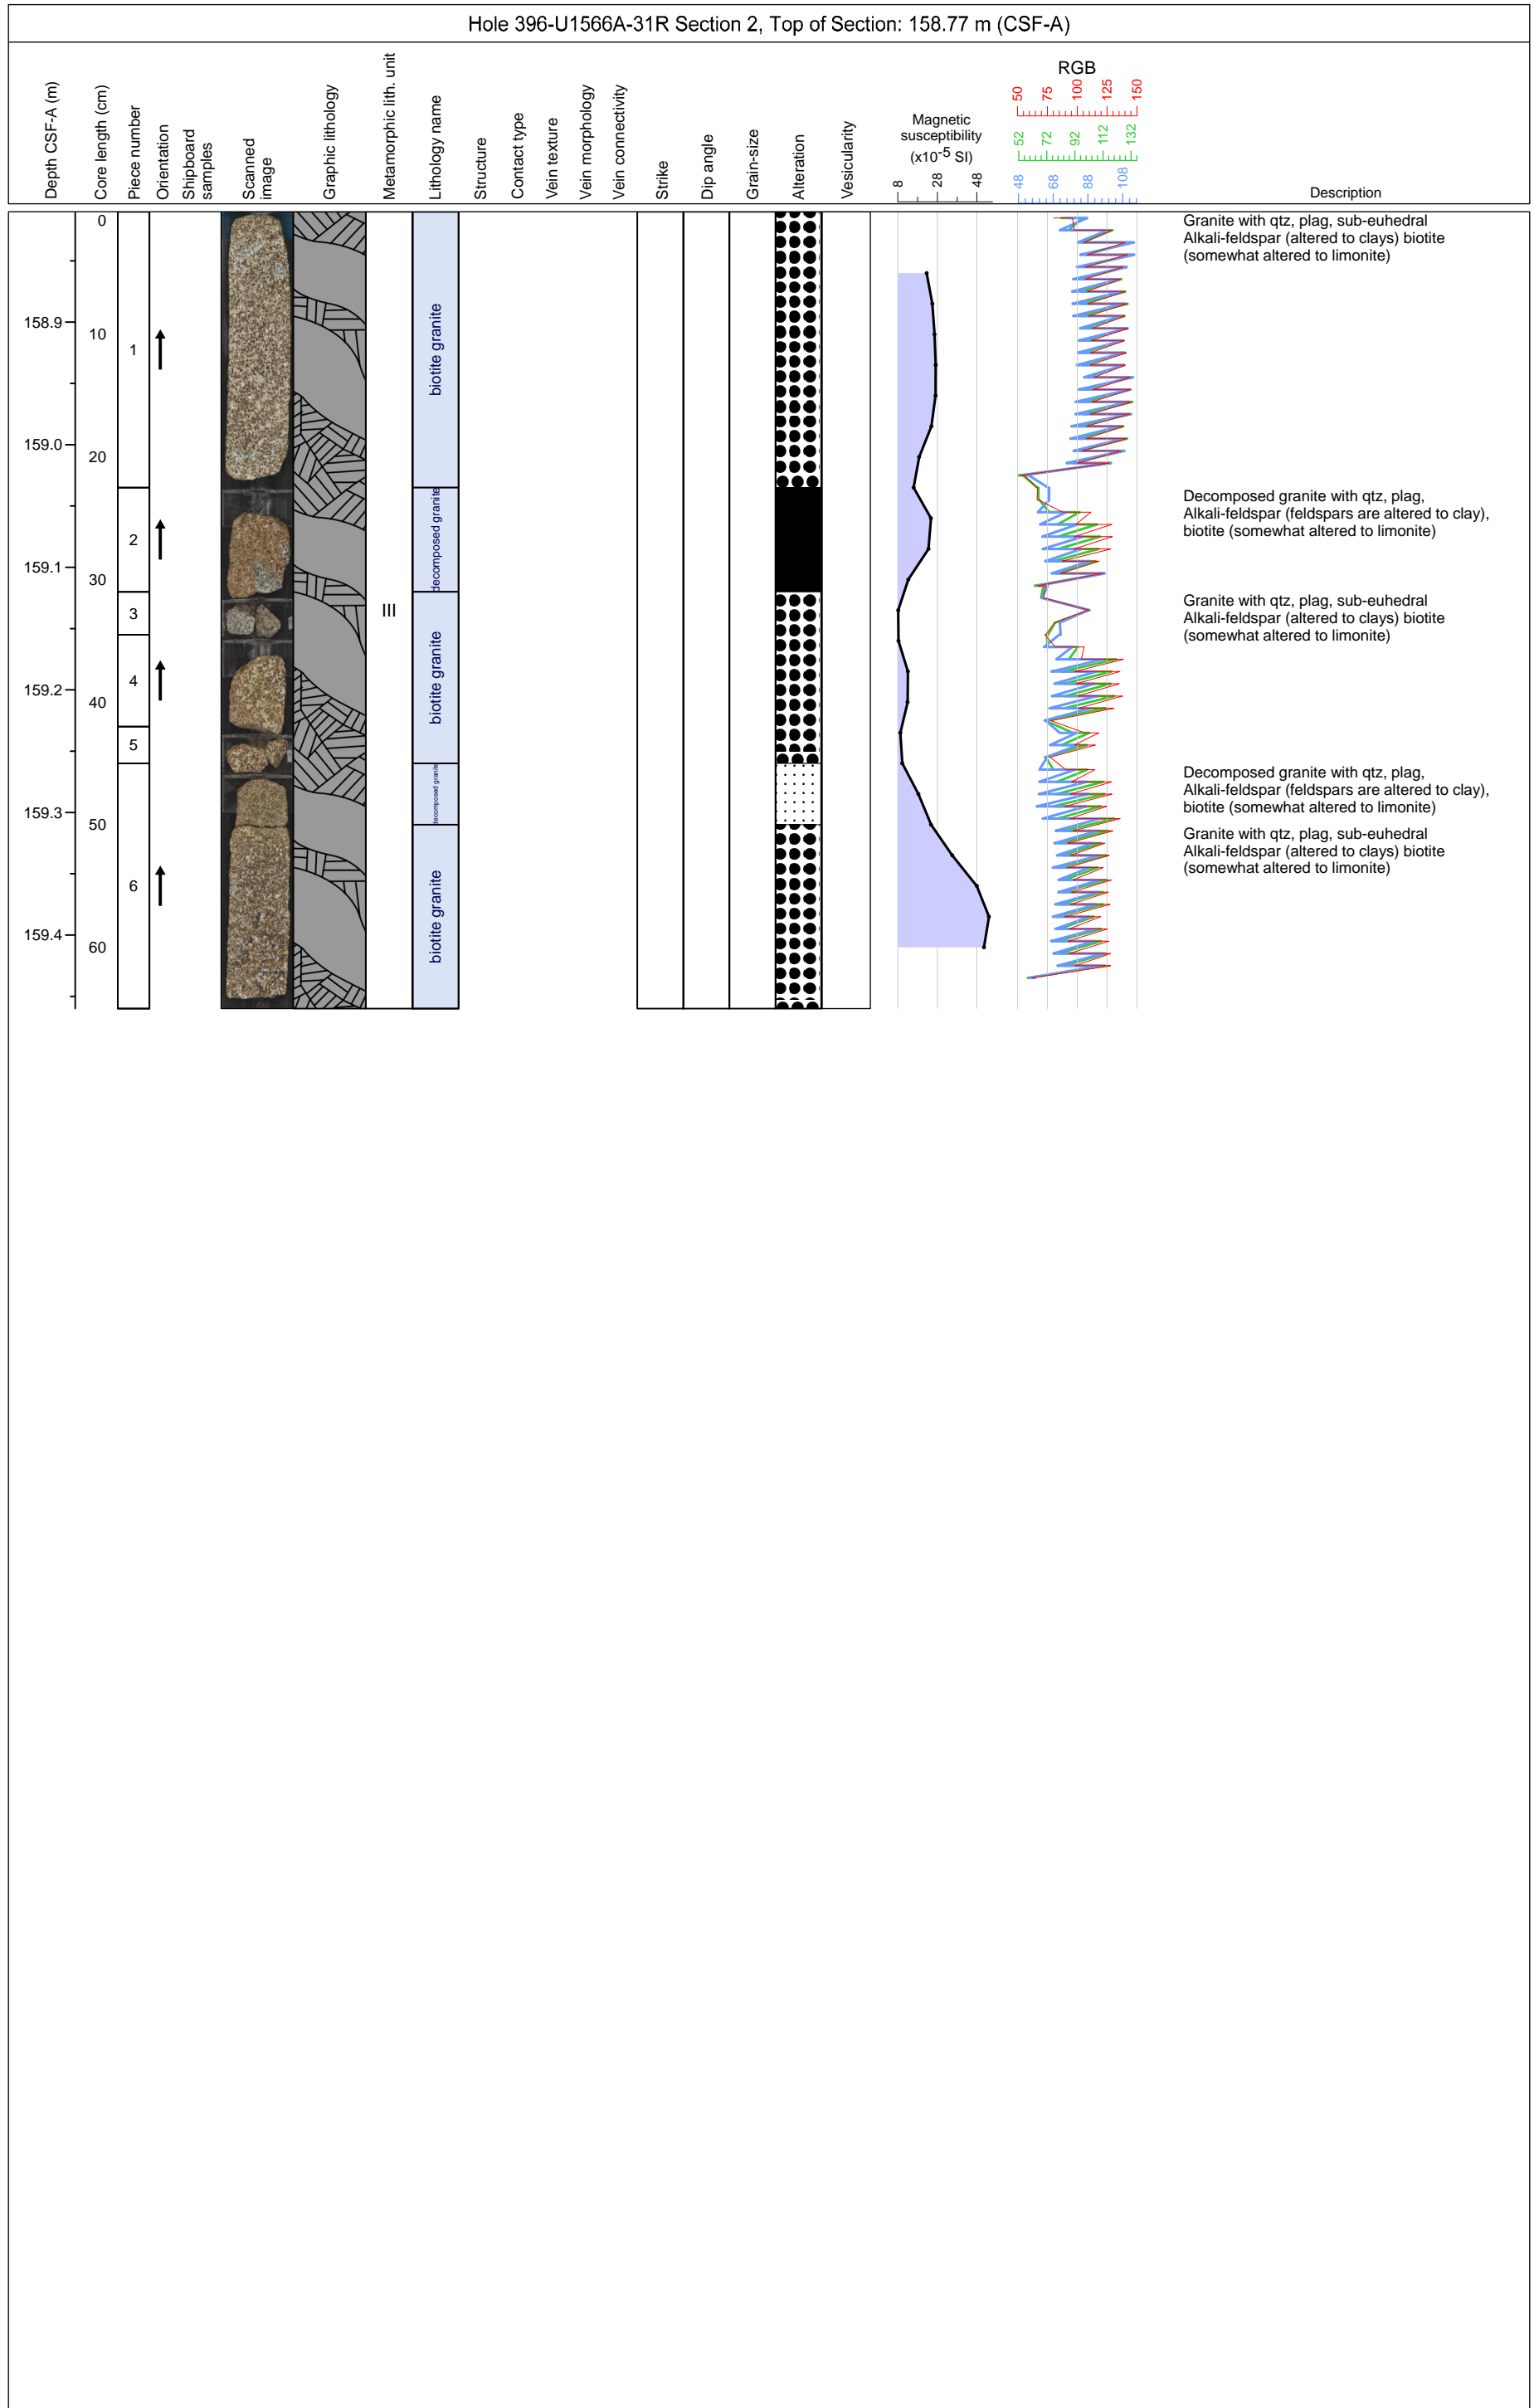 Hole 396-U1566A-31R Section 2, Top of Section: 158.77 m (CSF-A)
Depth CSF-A (m)
Core length (cm)
Piece number
Orientation
Shipboard
samples
Scanned
image
Graphic lithology
Metamorphic lith. unit
Lithology name
Structure
Contact type
Vein texture
Vein morphology
Vein connectivity
Strike
Dip angle
Grain-size
Alteration
Vesicularity
Magnetic
susceptibility
(x10-5 SI)
8 28 48
RGB
50 75 100 125 150
52 72 92 112 132
48 68 88 108
Description
0
10
20
30
40
50
60
158.9
159.0
159.1
159.2
159.3
159.4
1
2
3
4
5
6
III
biotite granite
decomposed granite
biotite granite
decomposed granite
biotite granite
Granite with qtz, plag, sub-euhedral
Alkali-feldspar (altered to clays) biotite
(somewhat altered to limonite)
Decomposed granite with qtz, plag,
Alkali-feldspar (feldspars are altered to clay),
biotite (somewhat altered to limonite)
Granite with qtz, plag, sub-euhedral
Alkali-feldspar (altered to clays) biotite
(somewhat altered to limonite)
Decomposed granite with qtz, plag,
Alkali-feldspar (feldspars are altered to clay),
biotite (somewhat altered to limonite)
Granite with qtz, plag, sub-euhedral
Alkali-feldspar (altered to clays) biotite
(somewhat altered to limonite)